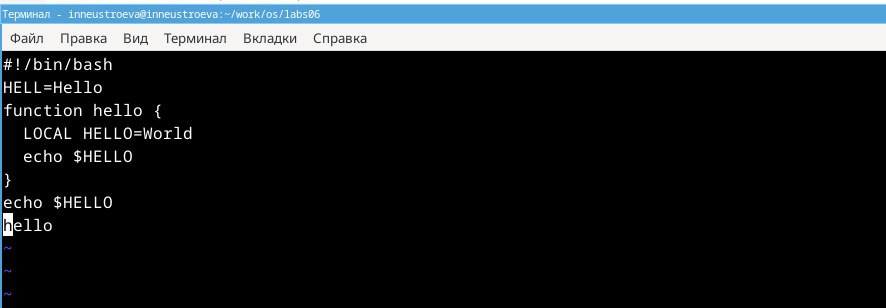 Терминал - inneustroeva@inneustroeva:~/work/os/labs06
Файл Правка Вид Терминал Вкладки Справка
#!/bin/bash
HELL=Hello
function hello {
  LOCAL HELLO=World
  echo $HELLO
}
echo $HELLO
hello
~
~
~